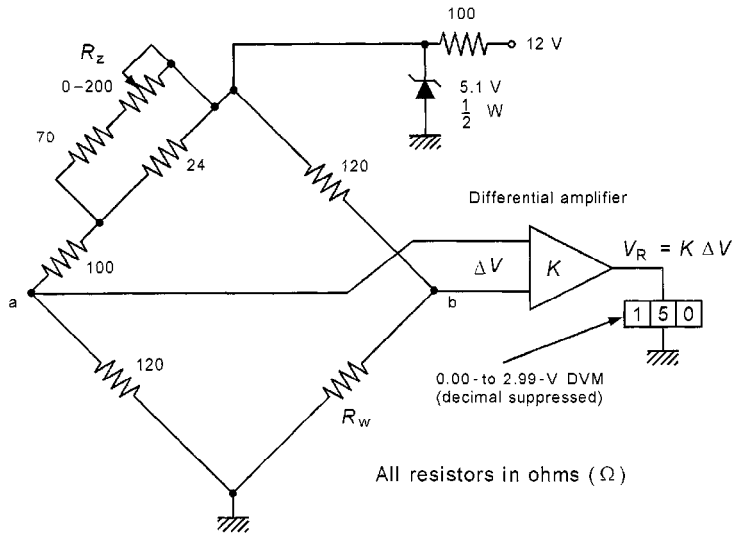 100
12 V
R_z
0-200
5.1 V
1/2 W
70
24
120
Differential amplifier
100
ΔV
K
V_R = K ΔV
a
b
1 5 0
120
R_w
0.00-to 2.99-V DVM
(decimal suppressed)
All resistors in ohms (Ω)